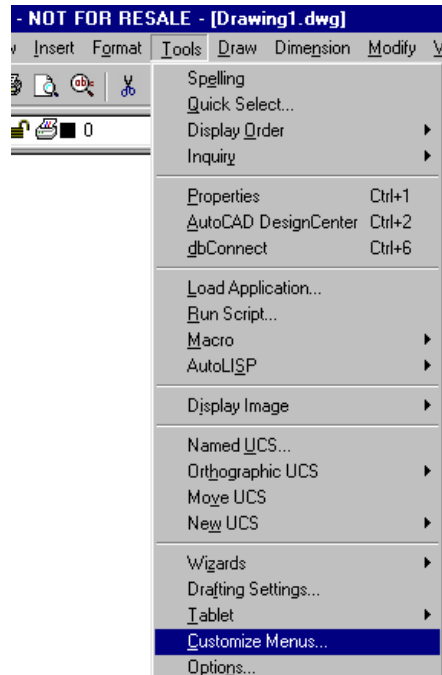 - NOT FOR RESALE - [Drawing1.dwg]
Insert Format Tools Draw Dimension Modify
0
Spelling
Quick Select...
Display Order
Inquiry
Properties Ctrl+1
AutoCAD DesignCenter Ctrl+2
dbConnect Ctrl+6
Load Application...
Run Script...
Macro
AutoLISP
Display Image
Named UCS...
Orthographic UCS
Move UCS
New UCS
Wizards
Drafting Settings...
Tablet
Customize Menus...
Options...